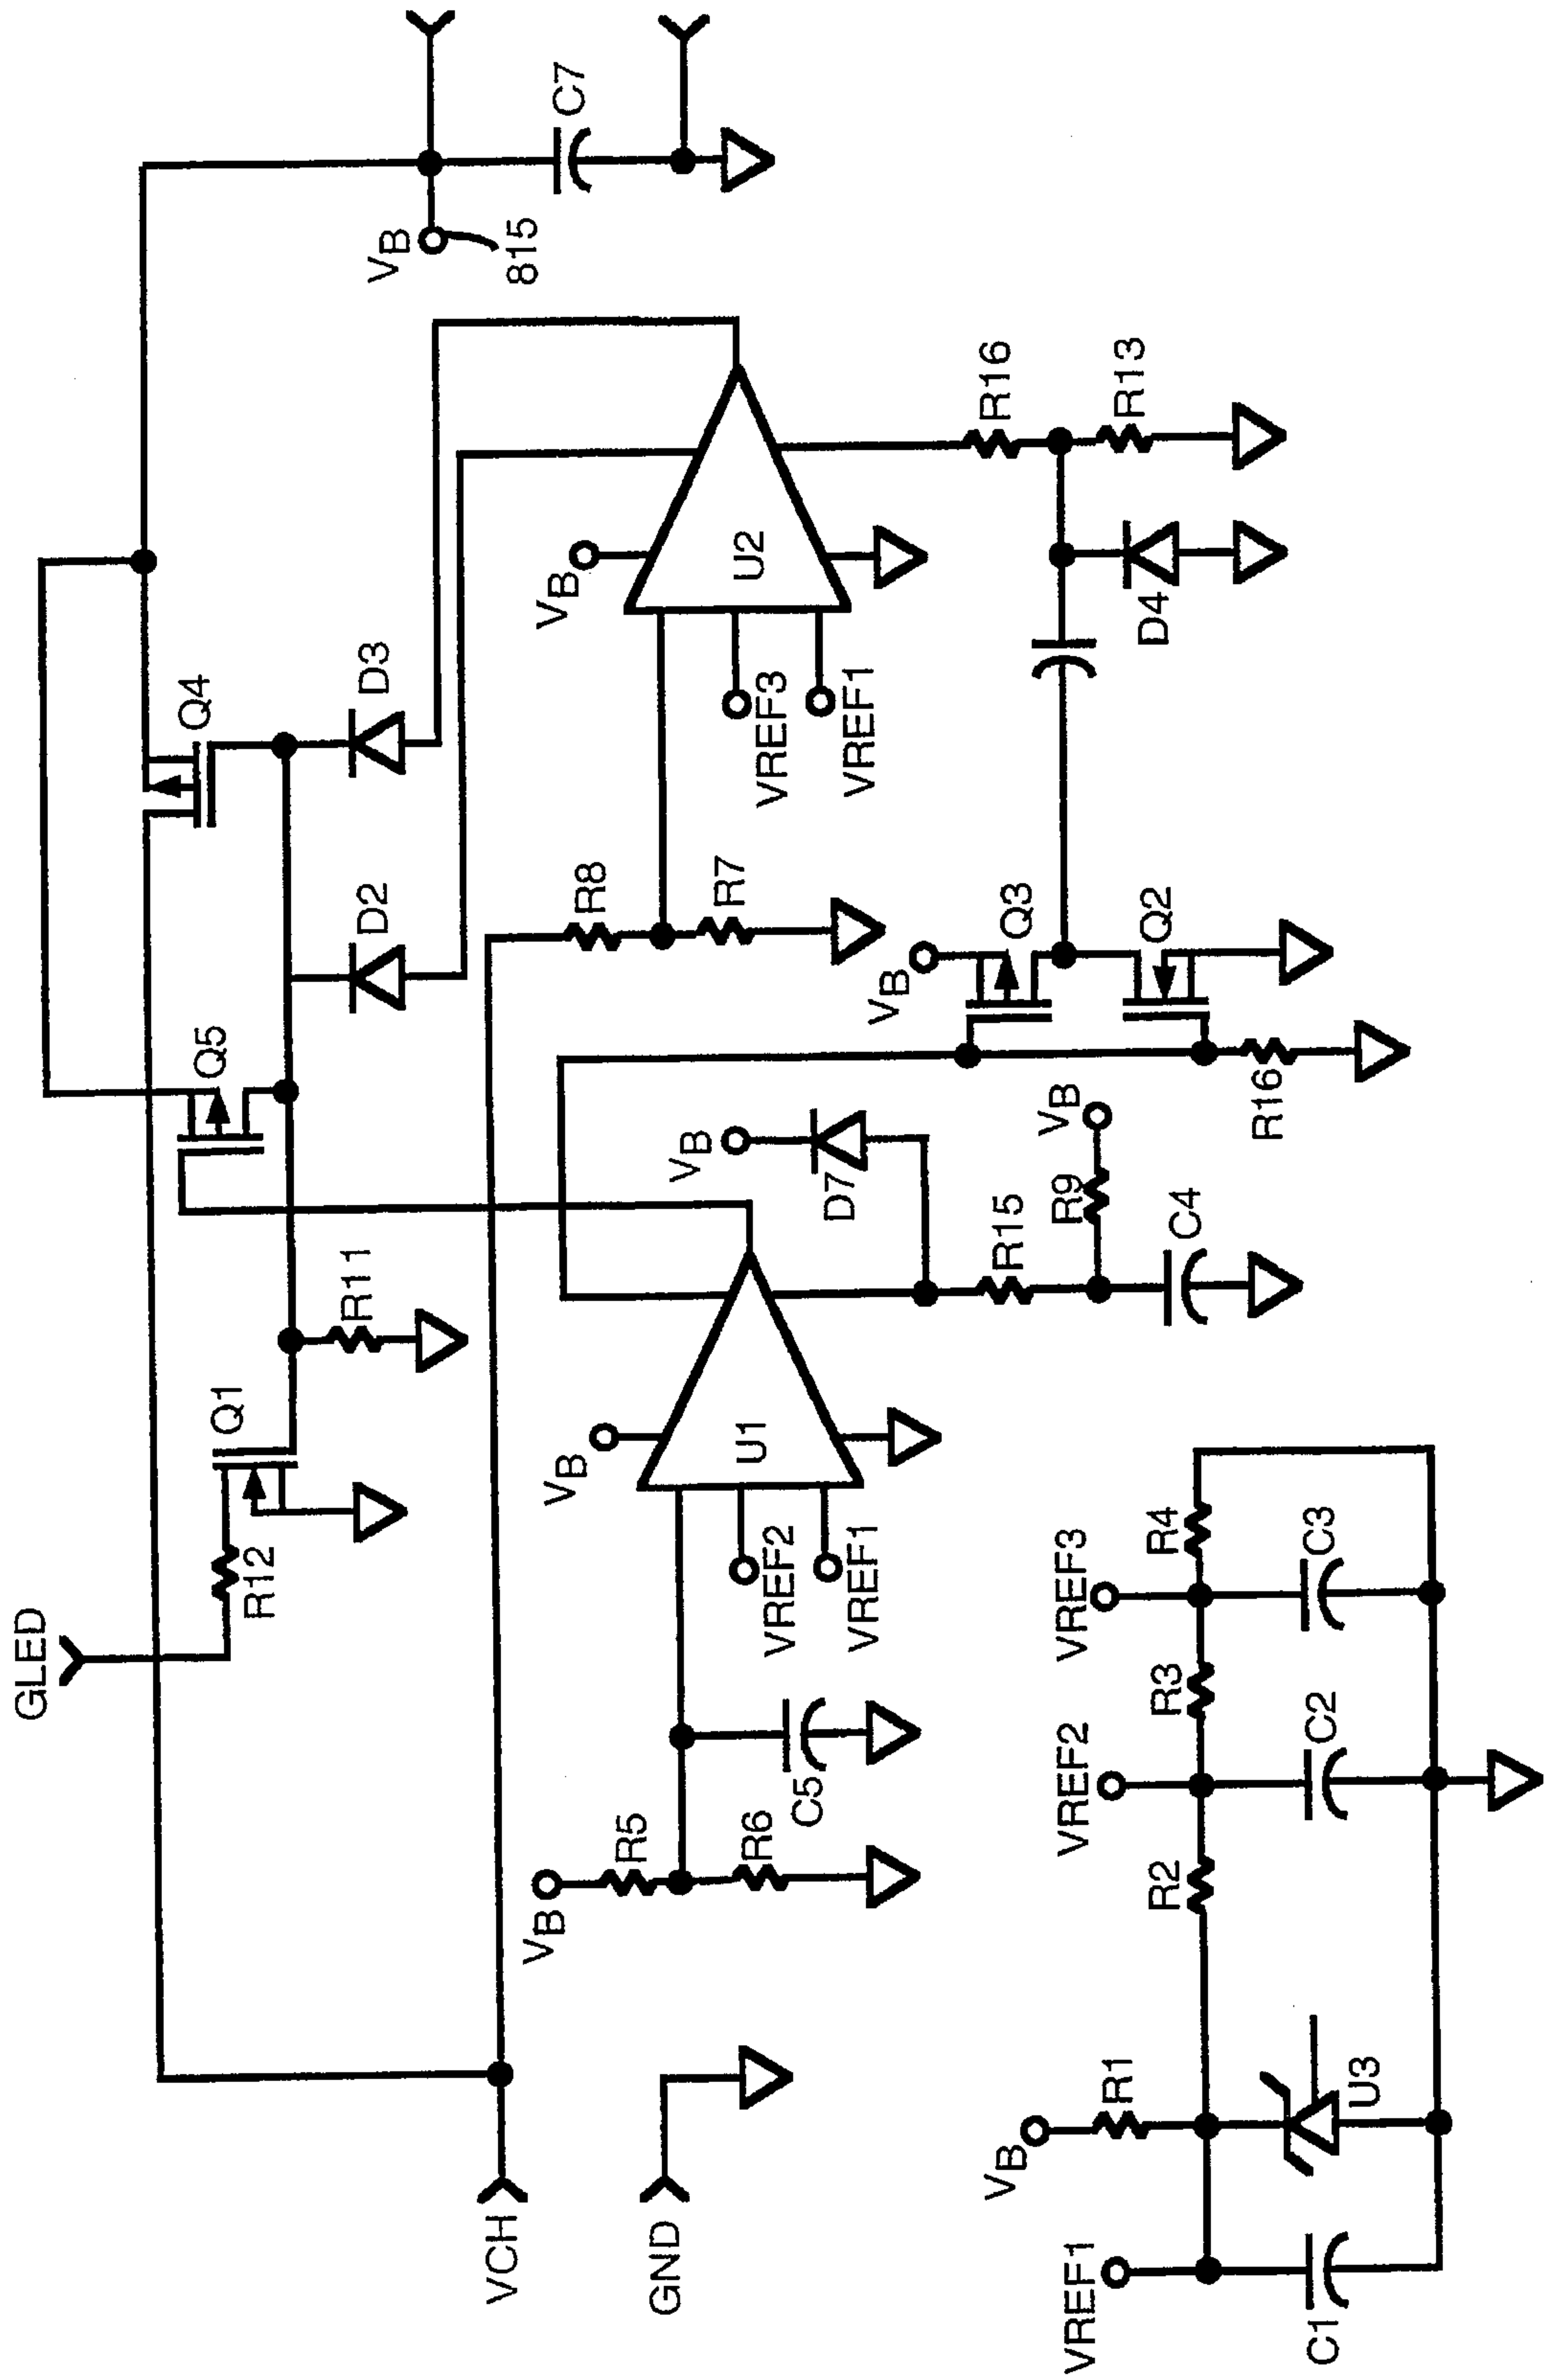 GLED
R12
Q1
R11
Q5
D2
Q4
D3
VB
815
C7
VCH
GND
VB
R5
R6
C5
VB
U1
VREF2
VREF1
R8
R7
VB
U2
VREF3
VREF1
VB
D7
R15
R9
VB
C4
VB
Q3
Q2
R16
D4
R16
R13
VREF1
C1
VB
R1
U3
R2
VREF2
C2
R3
VREF3
C3
R4